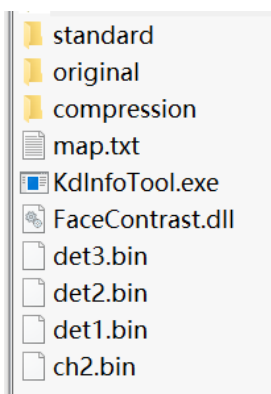 standard
original
compression
map.txt
KdInfoTool.exe
FaceContrast.dll
det3.bin
det2.bin
det1.bin
ch2.bin